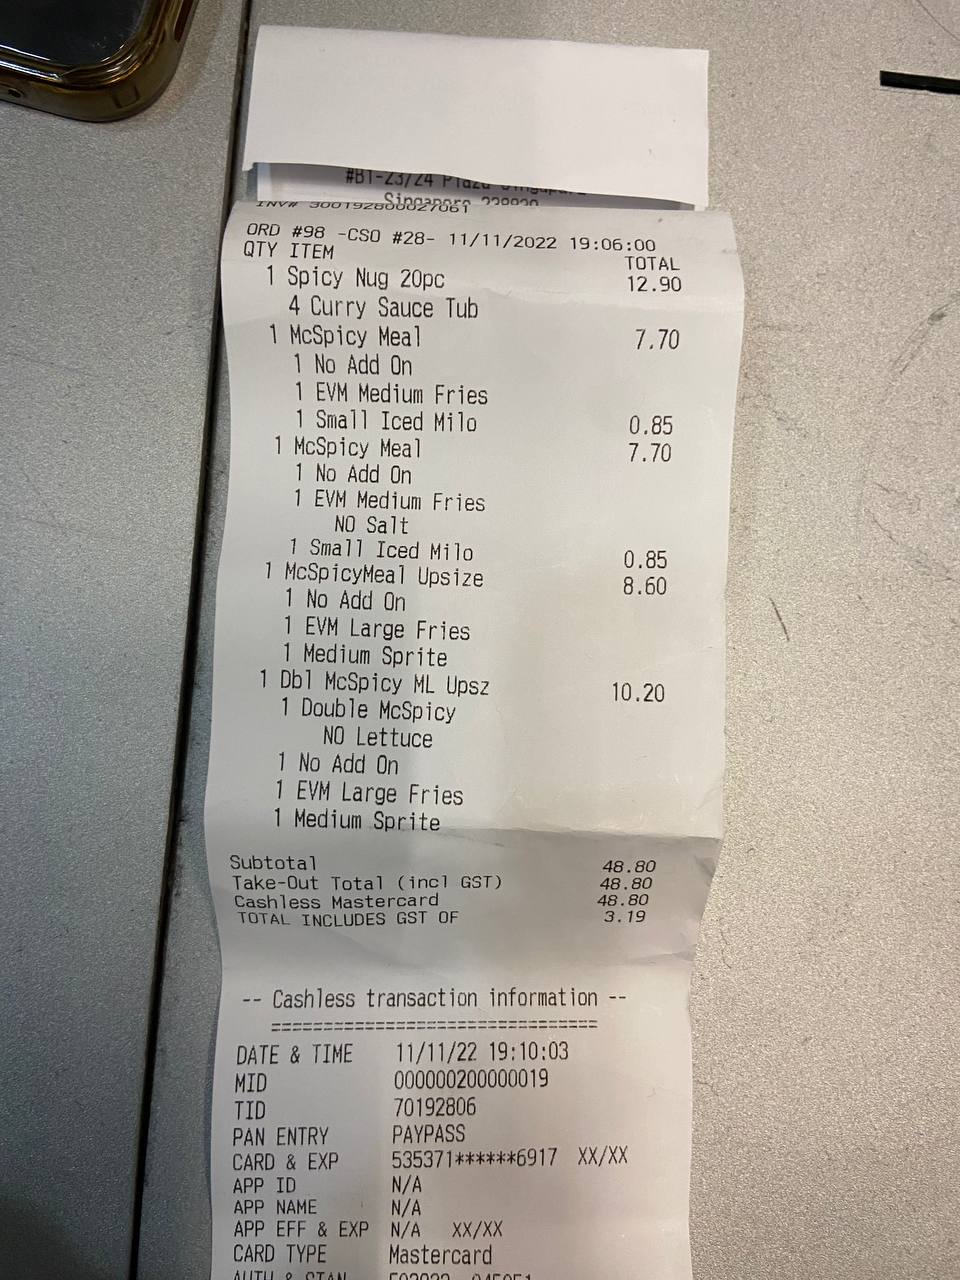 #B1-23/24 Plaza Singapura
Singapore 238839
INV# 300192800027061
ORD #98 -CSO #28- 11/11/2022 19:06:00
QTY ITEM TOTAL
1 Spicy Nug 20pc 12.90
4 Curry Sauce Tub
1 McSpicy Meal 7.70
1 No Add On
1 EVM Medium Fries
1 Small Iced Milo 0.85
1 McSpicy Meal 7.70
1 No Add On
1 EVM Medium Fries
NO Salt
1 Small Iced Milo 0.85
1 McSpicyMeal Upsize 8.60
1 No Add On
1 EVM Large Fries
1 Medium Sprite
1 Dbl McSpicy ML Upsz 10.20
1 Double McSpicy
NO Lettuce
1 No Add On
1 EVM Large Fries
1 Medium Sprite
Subtotal 48.80
Take-Out Total (incl GST) 48.80
Cashless Mastercard 48.80
TOTAL INCLUDES GST OF 3.19
-- Cashless transaction information --
===============================
DATE & TIME 11/11/22 19:10:03
MID 000000200000019
TID 70192806
PAN ENTRY PAYPASS
CARD & EXP 535371******6917 XX/XX
APP ID N/A
APP NAME N/A
APP EFF & EXP N/A XX/XX
CARD TYPE Mastercard
AUTH & STAN